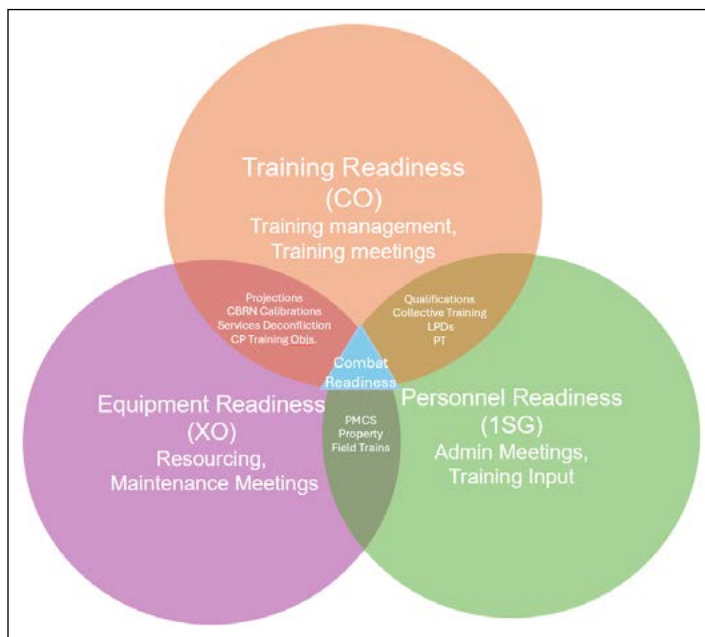 Training Readiness
(CO)
Training management,
Training meetings
Projections
CBRN Calibrations
Services Deconfliction
CP Training Objs.
Qualifications
Collective Training
LPDs
PT
Combat
Readiness
Equipment Readiness
(XO)
Resourcing,
Maintenance Meetings
PMCS
Property
Field Trains
Personnel Readiness
(1SG)
Admin Meetings,
Training Input